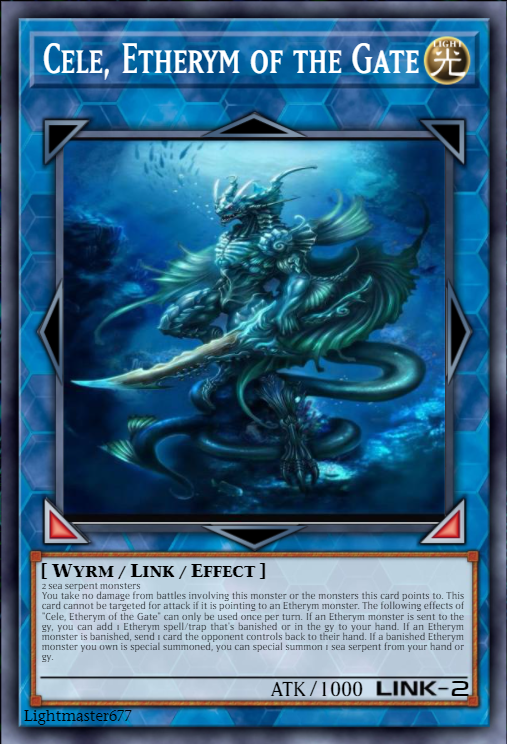 Cele, Etherym of the Gate
LIGHT
光
[ Wyrm / Link / Effect ]
2 sea serpent monsters
You take no damage from battles involving this monster or the monsters this card points to. This
card cannot be targeted for attack if it is pointing to an Etherym monster. The following effects of
"Cele, Etherym of the Gate" can only be used once per turn. If an Etherym monster is sent to the
gy, you can add 1 Etherym spell/trap that's banished or in the gy to your hand. If an Etherym
monster is banished, send 1 card the opponent controls back to their hand. If a banished Etherym
monster you own is special summoned, you can special summon 1 sea serpent from your hand or
gy.
ATK/1000 LINK-2
Lightmaster677